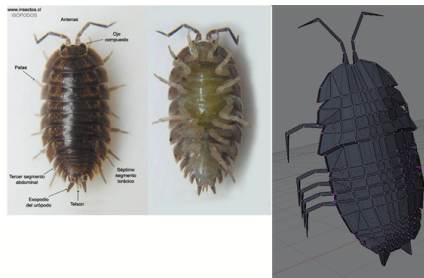 www.insectos.cl
ISOPODOS
Antenas
Ojo
compuesto
Patas
Tercer segmento
abdominal
Séptimo
segmento
torácico
Exopodio
del urópodo
Telson